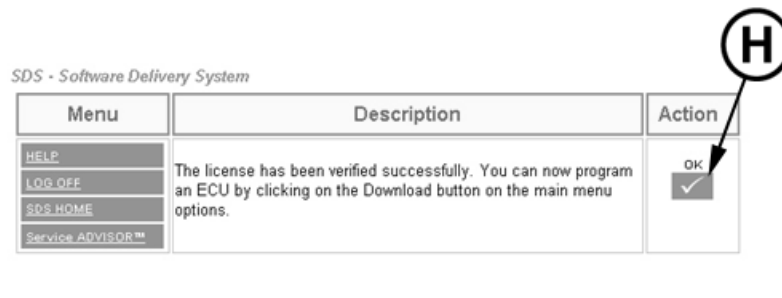 H
SDS - Software Delivery System
Menu Description Action
HELP
LOG OFF
SDS HOME
Service ADVISOR™
The license has been verified successfully. You can now program
an ECU by clicking on the Download button on the main menu
options.
OK